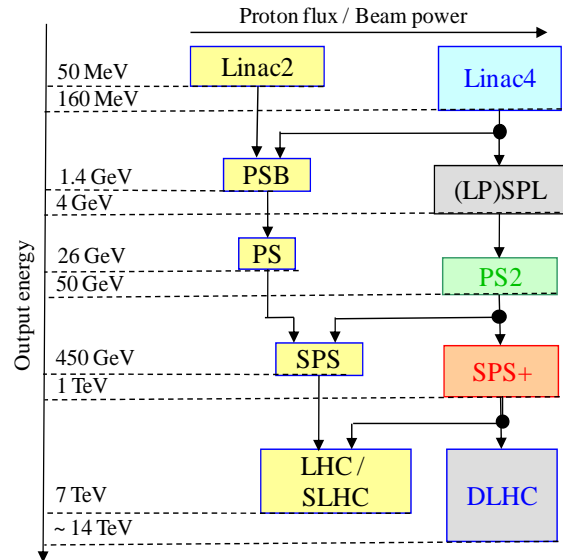 Proton flux / Beam power
Linac2
Linac4
50 MeV
160 MeV
PSB
(LP)SPL
1.4 GeV
4 GeV
PS
PS2
26 GeV
50 GeV
Output energy
SPS
SPS+
450 GeV
1 TeV
LHC /
SLHC
DLHC
7 TeV
~ 14 TeV